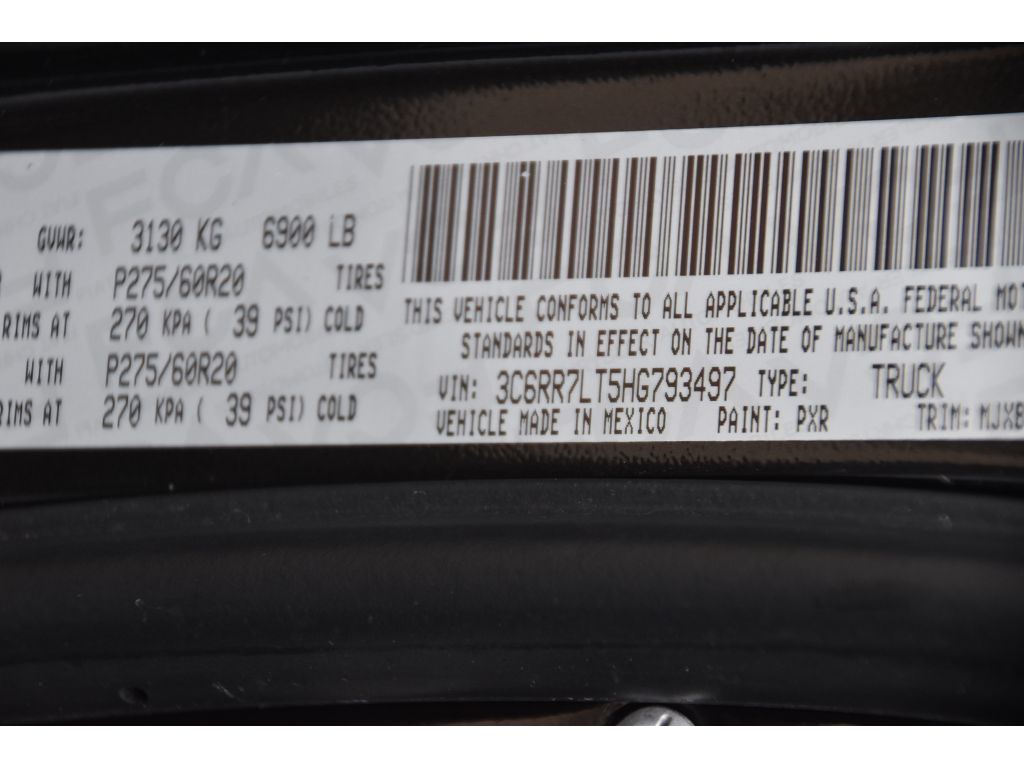 GVWR: 3130 KG 6900 LB
WITH P275/60R20 TIRES
RIMS AT 270 KPA ( 39 PSI) COLD
WITH P275/60R20 TIRES
RIMS AT 270 KPA ( 39 PSI) COLD
THIS VEHICLE CONFORMS TO ALL APPLICABLE U.S.A. FEDERAL MOT
STANDARDS IN EFFECT ON THE DATE OF MANUFACTURE SHOWN
VIN: 3C6RR7LT5HG793497 TYPE: TRUCK
VEHICLE MADE IN MEXICO PAINT: PXR TRIM: MJXB